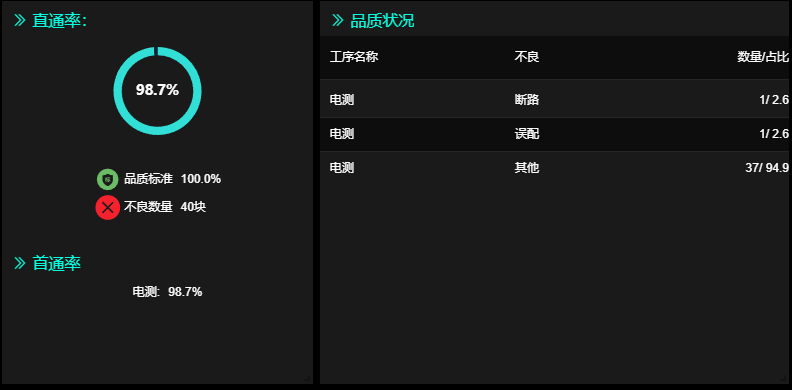 直通率:
98.7%
品质标准 100.0%
不良数量 40块
首通率
电测: 98.7%
品质状况
工序名称 不良 数量/占比
电测 断路 1/ 2.6
电测 误配 1/ 2.6
电测 其他 37/ 94.9